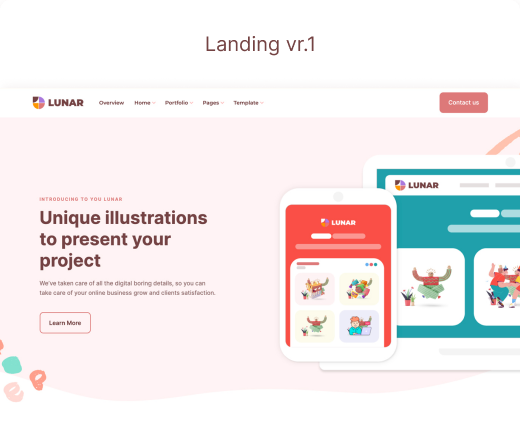 Landing vr.1
LUNAR Overview Home Portfolio Pages Template Contact us
INTRODUCING TO YOU LUNAR
Unique illustrations
to present your
project
We've taken care of all the digital boring details, so you can
take care of your online business grow and clients satisfaction.
Learn More
LUNAR
LUNAR
e P